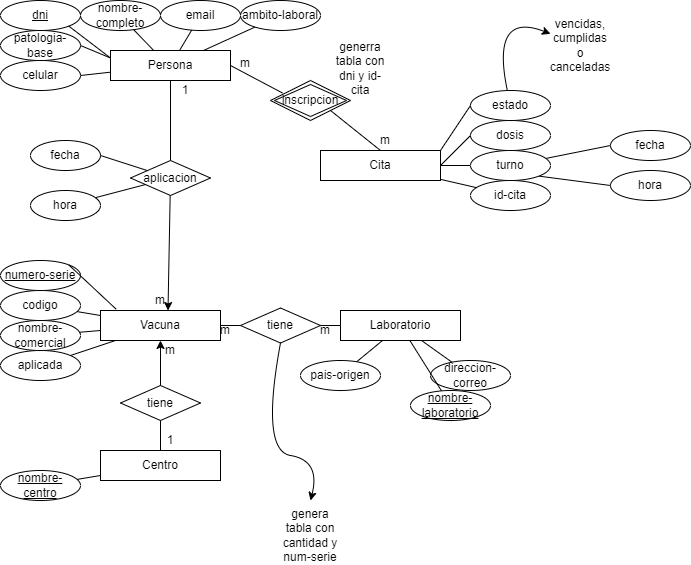 dni
nombre-
completo
email
ambito-laboral
patologia-
base
celular
Persona
m
1
generra
tabla con
dni y id-
cita
inscripcion
m
Cita
vencidas,
cumplidas
o
canceladas
estado
dosis
turno
id-cita
fecha
hora
fecha
hora
aplicacion
m
numero-serie
codigo
nombre-
comercial
aplicada
Vacuna
m
tiene
m
Laboratorio
pais-origen
direccion-
correo
nombre-
laboratorio
m
tiene
1
Centro
nombre-
centro
genera
tabla con
cantidad y
num-serie